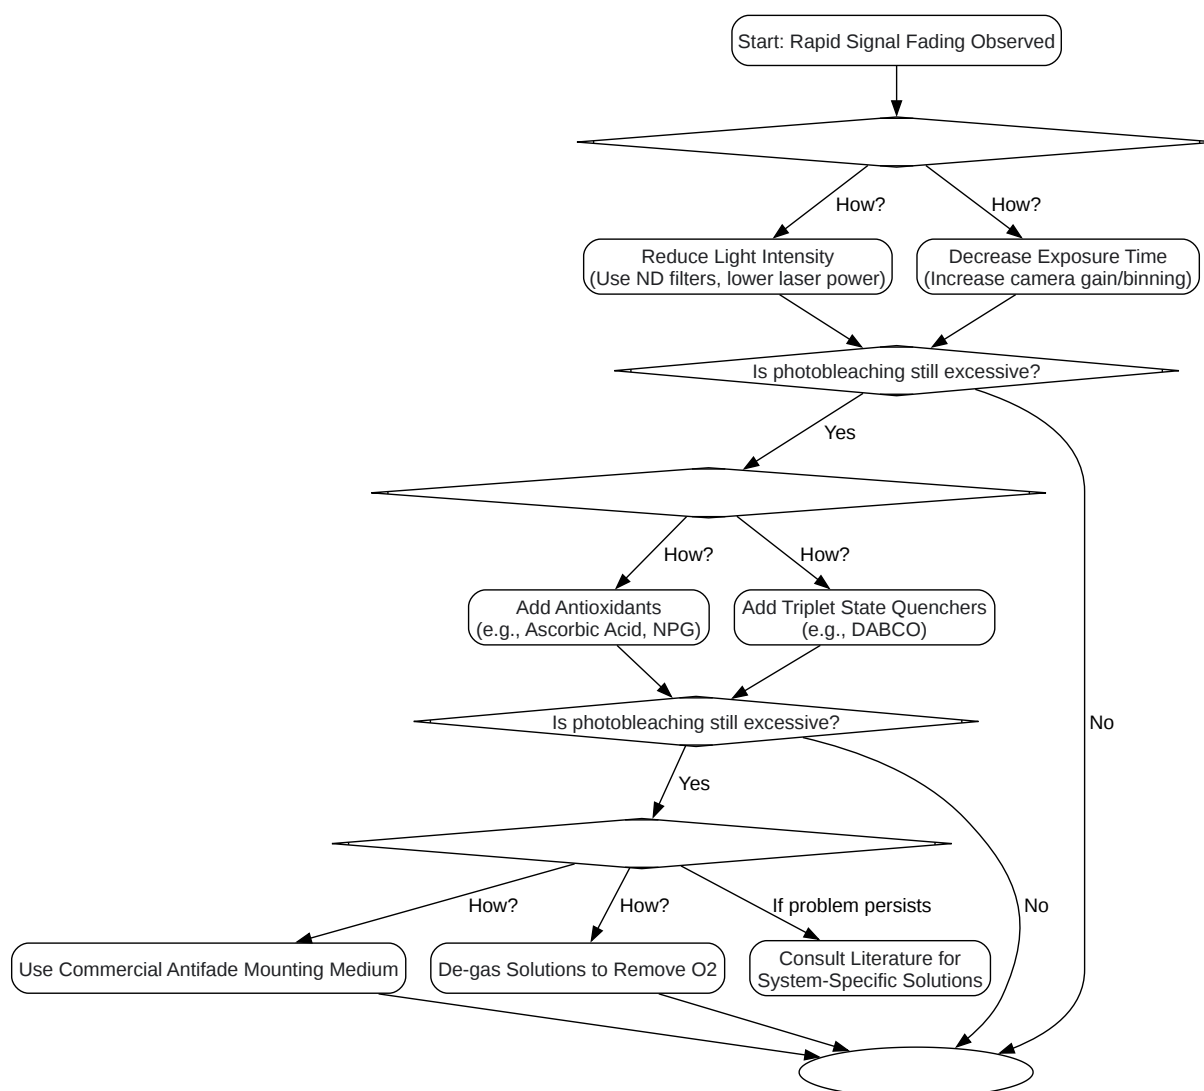 Start: Rapid Signal Fading Observed
How?
How?
Reduce Light Intensity
(Use ND filters, lower laser power)
Decrease Exposure Time
(Increase camera gain/binning)
Is photobleaching still excessive?
Yes
How?
How?
Add Antioxidants
(e.g., Ascorbic Acid, NPG)
Add Triplet State Quenchers
(e.g., DABCO)
Is photobleaching still excessive?
No
Yes
How?
How?
If problem persists
No
Use Commercial Antifade Mounting Medium
De-gas Solutions to Remove O2
Consult Literature for
System-Specific Solutions